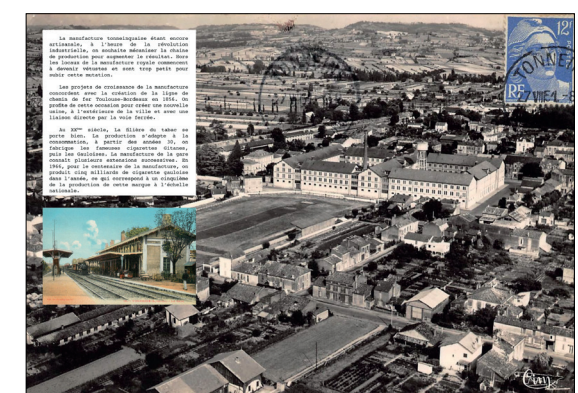 La manufacture tonneinquaise étant encore
artisanale, à l'heure de la révolution
industrielle, on souhaite mécaniser la chaine
de production pour augmenter le résultat. Hors
les locaux de la manufacture royale commencent
à devenir vétustes et sont trop petit pour
subir cette mutation.
Les projets de croissance de la manufacture
concordent avec la création de la ligne de
chemin de fer Toulouse-Bordeaux en 1856. On
profite de cette occasion pour créer une nouvelle
usine, à l'extérieure de la ville et avec une
liaison directe par la voie ferrée.
Au XXème siècle, La filère du tabac se
porte bien. La production s'adapte à la
consommation, à partir des années 30, on
fabrique les fameuses cigarettes Gitanes,
puis les Gauloises. La manufacture de la gare
connaît plusieurs extensions successives. En
1966, pour le centenaire de la manufacture, on
produit cinq milliards de cigarette gauloise
dans l'année, ce qui correspond à un cinquième
de la production de cette marque à l'échelle
nationale.
12F
RF
TONNEINS